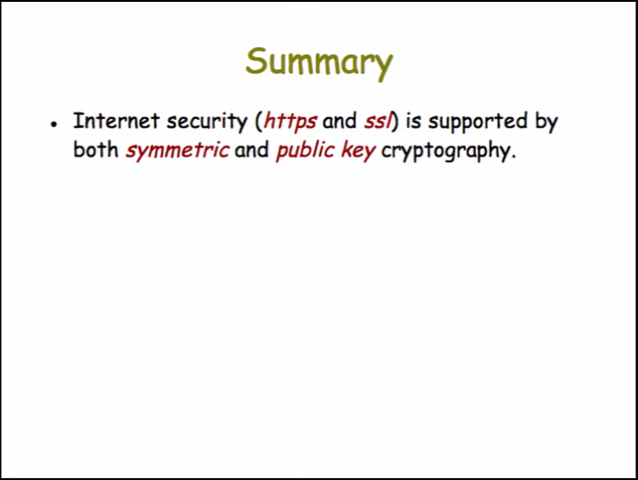 Summary
• Internet security (https and ssl) is supported by
both symmetric and public key cryptography.